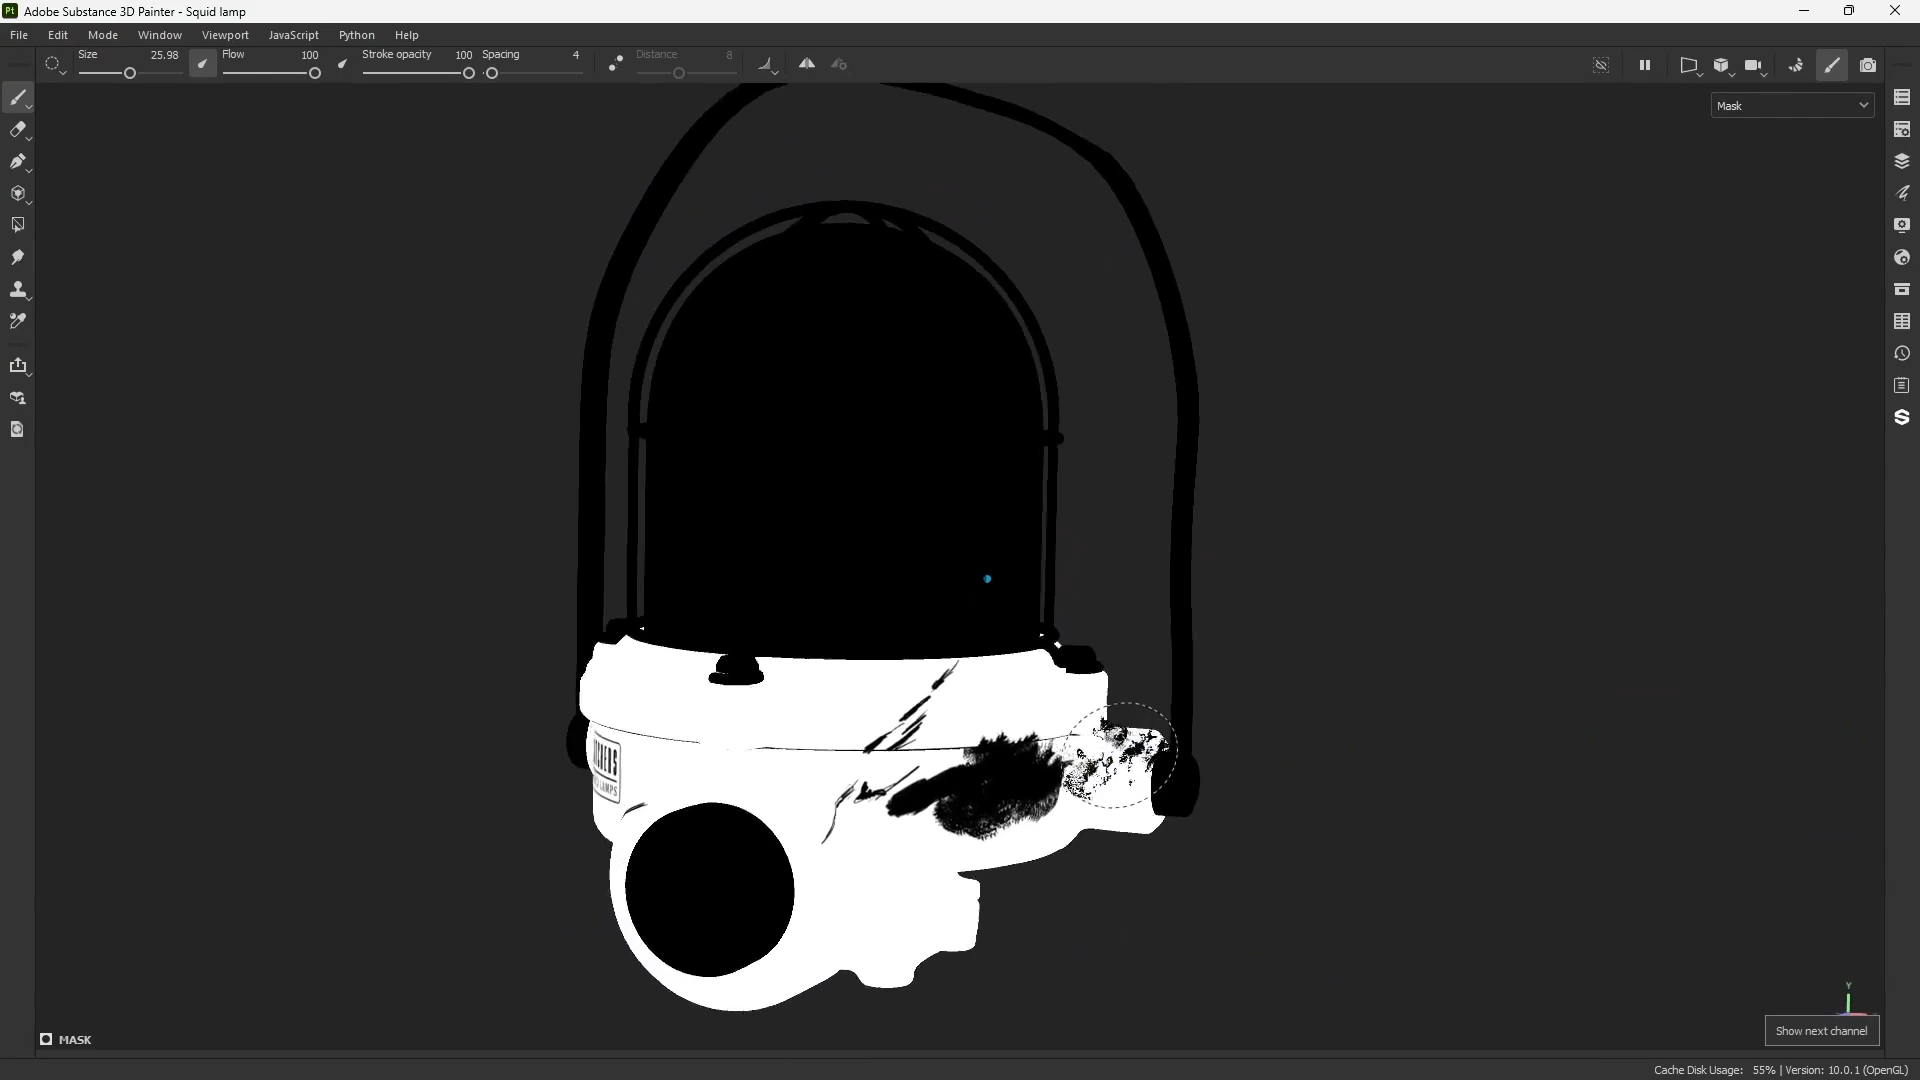 Pt Adobe Substance 3D Painter - Squid lamp
File Edit Mode Window Viewport JavaScript Python Help
Size 25.98 Flow 100 Stroke opacity 100 Spacing 4 Distance 8
Mask
LAMPS
Y
Show next channel
MASK
Cache Disk Usage: 55% | Version: 10.0.1 (OpenGL)